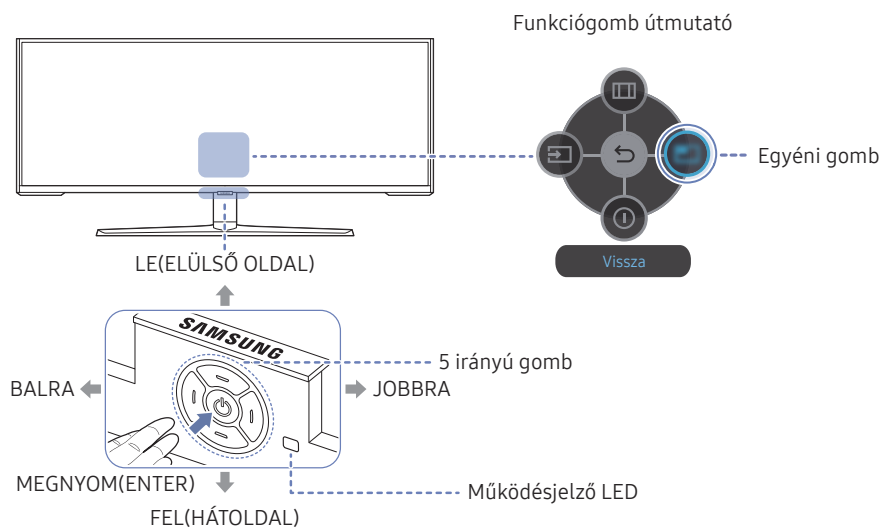 Funkciógomb útmutató
Egyéni gomb
Vissza
LE(ELÜLSŐ OLDAL)
SAMSUNG
5 irányú gomb
BALRA
JOBBRA
MEGNYOM(ENTER)
Működésjelző LED
FEL(HÁTOLDAL)